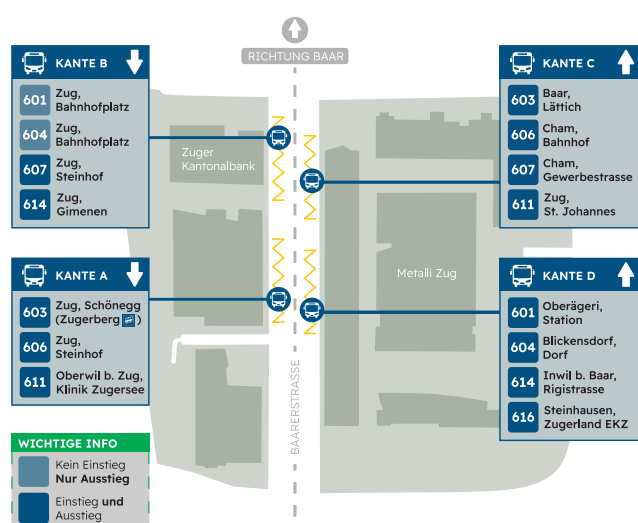 RICHTUNG BAAR
KANTE B
601 Zug,
Bahnhofplatz
604 Zug,
Bahnhofplatz
607 Zug,
Steinhof
614 Zug,
Gimenen
KANTE C
603 Baar,
Lättich
606 Cham,
Bahnhof
607 Cham,
Gewerbestrasse
611 Zug,
St. Johannes
Zuger
Kantonalbank
Metalli Zug
KANTE A
603 Zug, Schönegg
(Zugerberg )
606 Zug,
Steinhof
611 Oberwil b. Zug,
Klinik Zugersee
KANTE D
601 Oberägeri,
Station
604 Blickensdorf,
Dorf
614 Inwil b. Baar,
Rigistrasse
616 Steinhausen,
Zugerland EKZ
BAARERSTRASSE
WICHTIGE INFO
Kein Einstieg
Nur Ausstieg
Einstieg und
Ausstieg